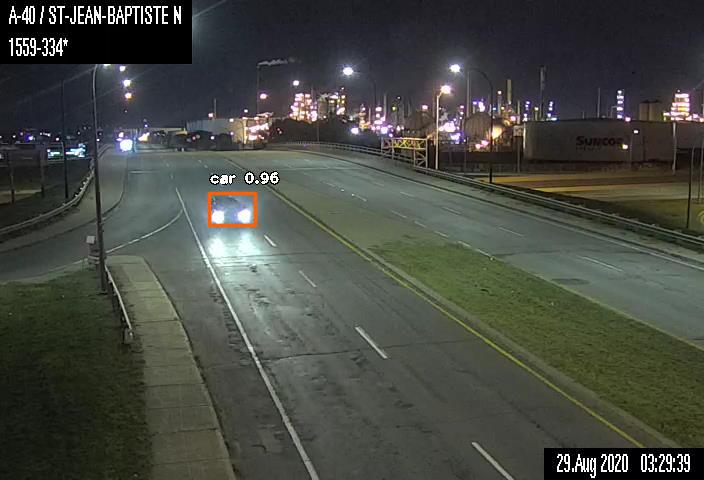 A-40 / ST-JEAN-BAPTISTE N
1559-334*
car 0.96
SUNCOR
29.Aug 2020 03:29:39